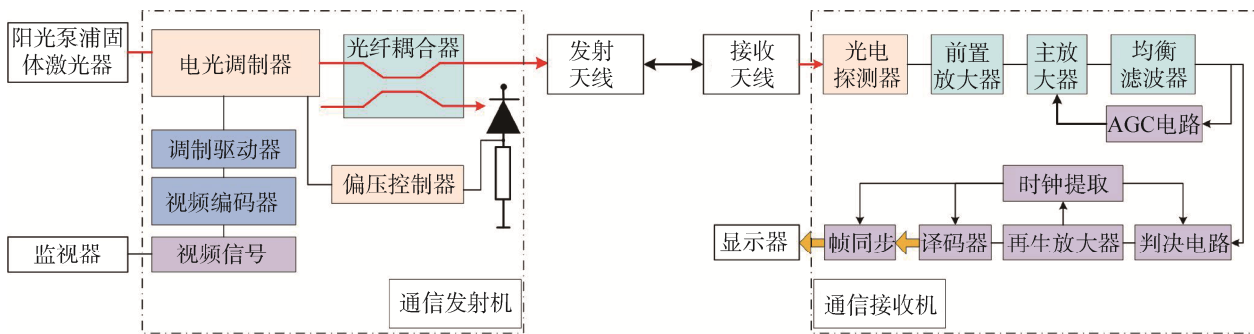 阳光泵浦固
体激光器
电光调制器
光纤耦合器
发射
天线
接收
天线
光电
探测器
前置
放大器
主放
大器
均衡
滤波器
AGC电路
调制驱动器
视频编码器
偏压控制器
时钟提取
监视器
视频信号
显示器
帧同步
译码器
再生放大器
判决电路
通信发射机
通信接收机